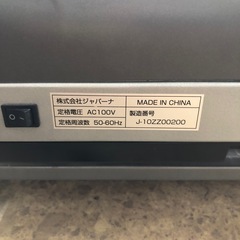 株式会社ジャパーナ
MADE IN CHINA
定格電圧 AC100V
製造番号
定格周波数 50-60Hz
J-10ZZ00200